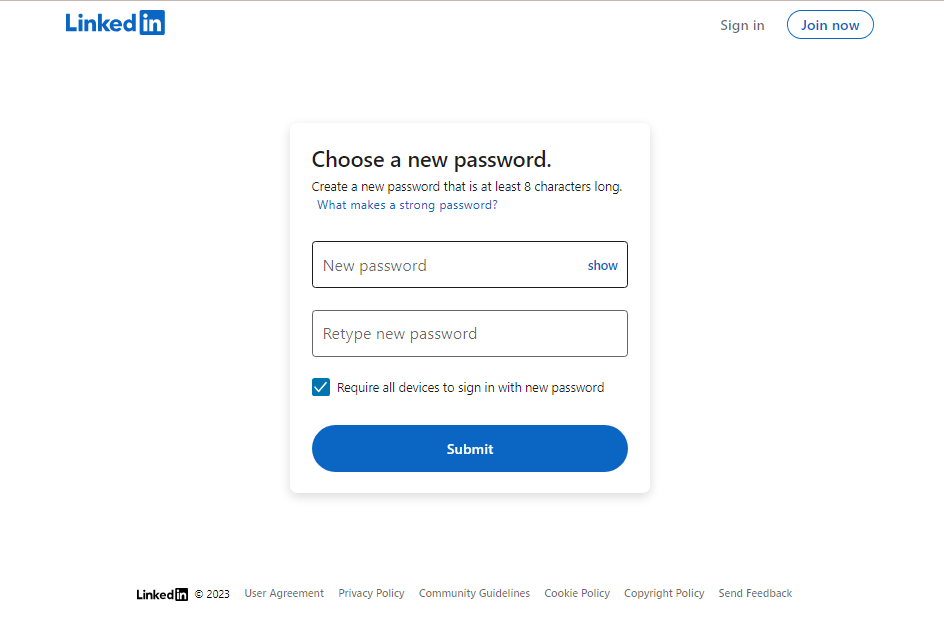 LinkedIn
Sign in
Join now
Choose a new password.
Create a new password that is at least 8 characters long.
What makes a strong password?
New password
show
Retype new password
Require all devices to sign in with new password
Submit
LinkedIn © 2023 User Agreement Privacy Policy Community Guidelines Cookie Policy Copyright Policy Send Feedback